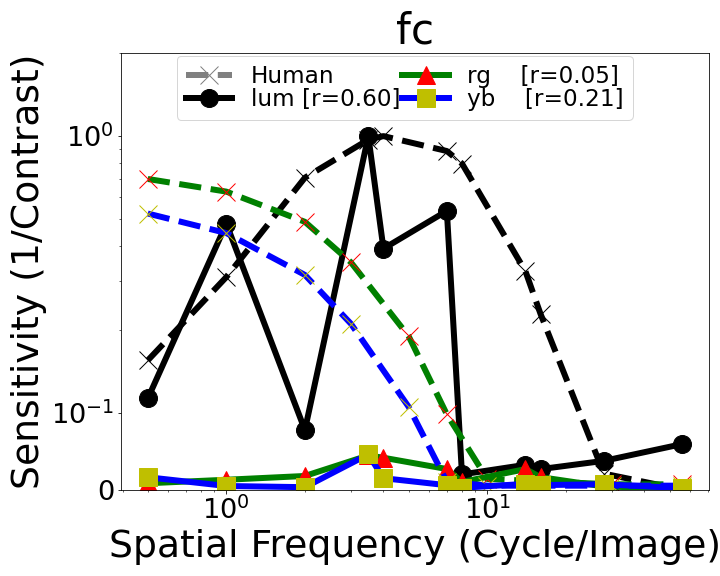 fc
Human
rg [r=0.05]
lum [r=0.60]
yb [r=0.21]
Sensitivity (1/Contrast)
10⁰
10⁻¹
0
10⁰
10¹
Spatial Frequency (Cycle/Image)